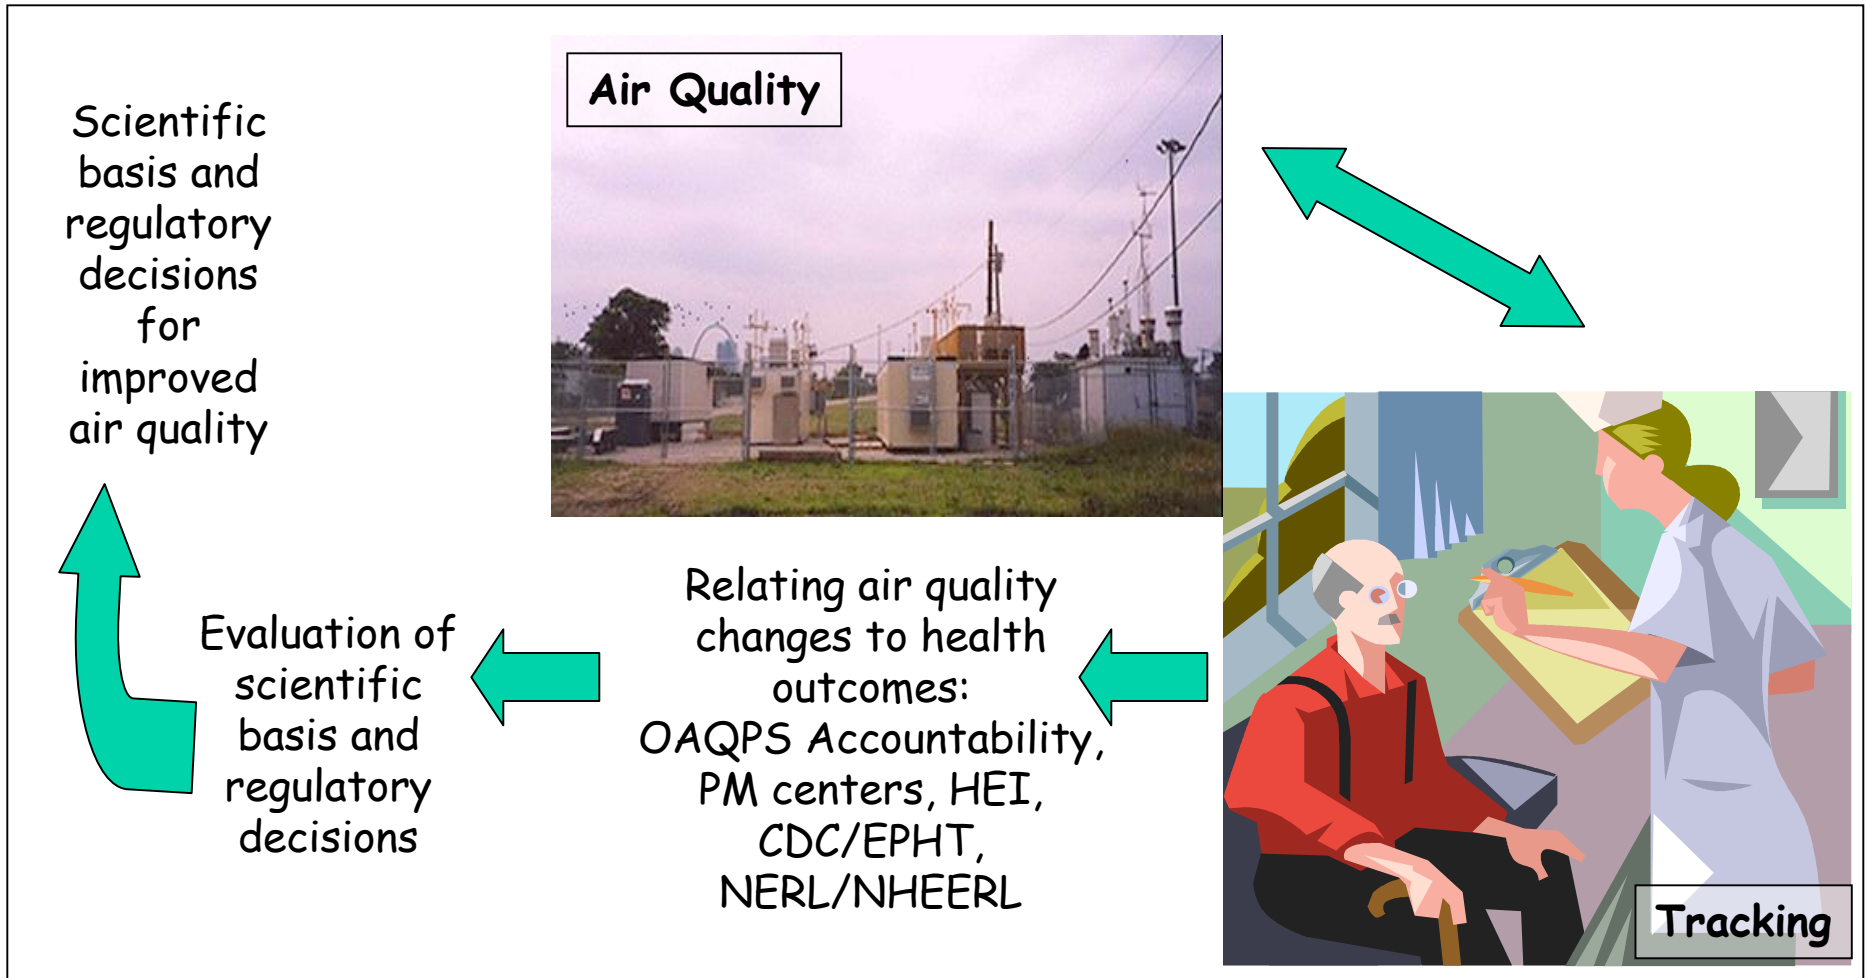 Air Quality
Scientific
basis and
regulatory
decisions
for
improved
air quality
Evaluation of
scientific
basis and
regulatory
decisions
Relating air quality
changes to health
outcomes:
OAQPS Accountability,
PM centers, HEI,
CDC/EPHT,
NERL/NHEERL
Tracking